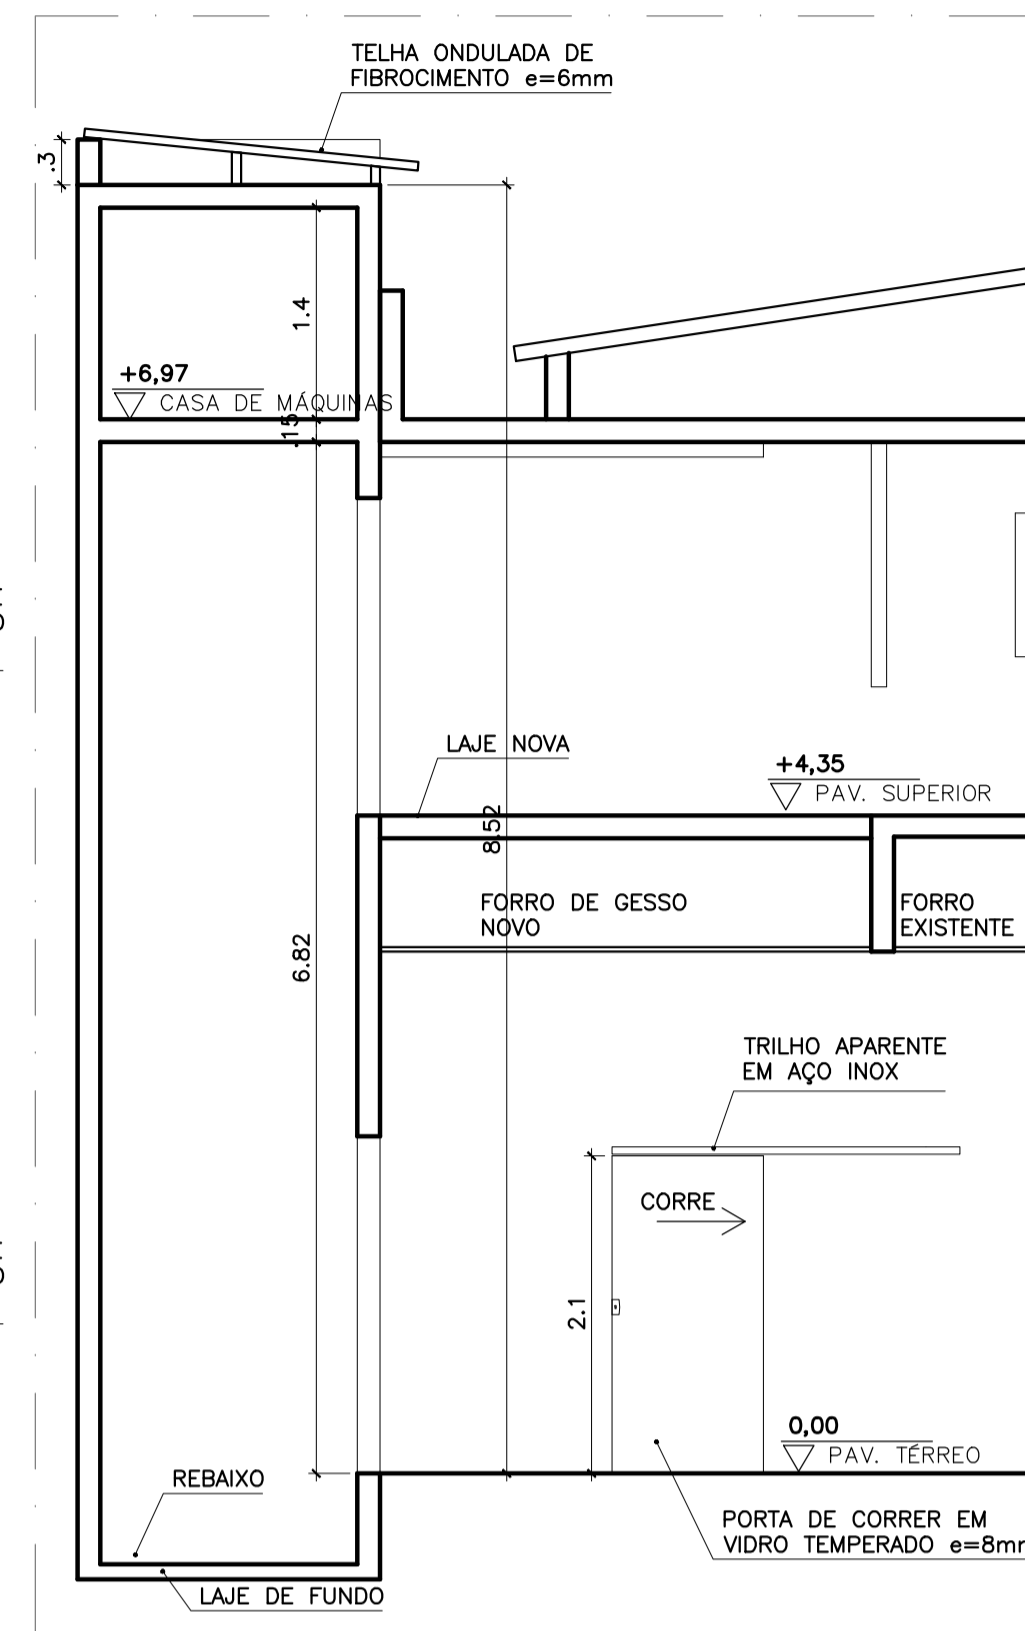 TELHA ONDULADA DE
FIBROCIMENTO e=6mm
.3
1.4
+6,97
CASA DE MÁQUINAS
.15
LAJE NOVA
+4,35
PAV. SUPERIOR
8.52
FORRO DE GESSO
NOVO
FORRO
EXISTENTE
6.82
TRILHO APARENTE
EM AÇO INOX
CORRE
2.1
0,00
PAV. TÉRREO
REBAIXO
PORTA DE CORRER EM
VIDRO TEMPERADO e=8mm
LAJE DE FUNDO